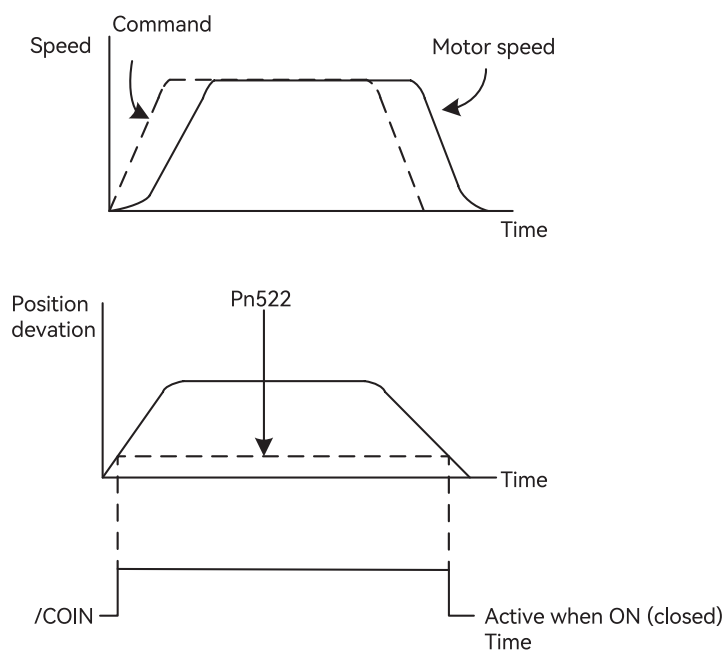 Command
Speed
Motor speed
Time
Position
devation
Pn522
Time
/COIN
Active when ON (closed)
Time